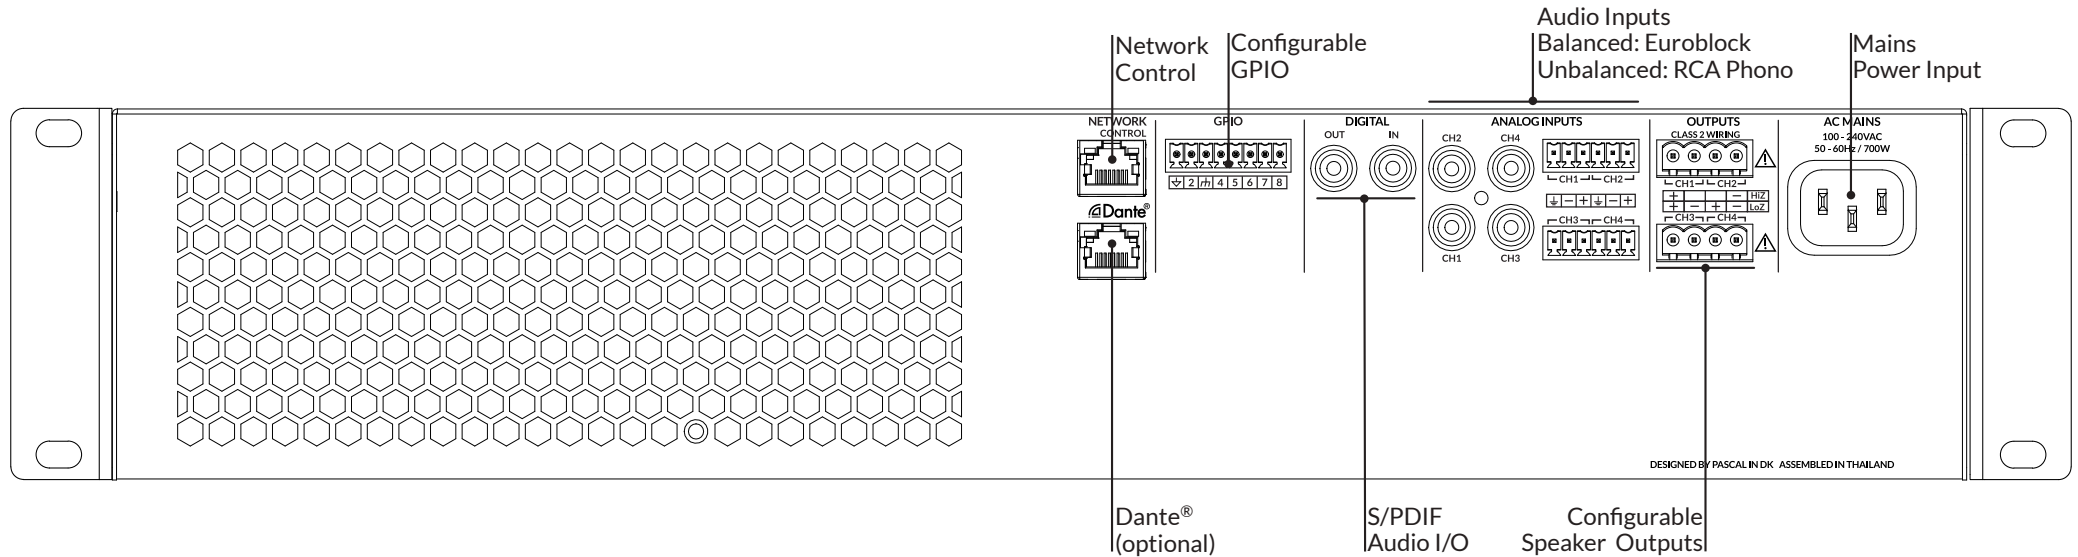 Network
Control
Configurable
GPIO
Audio Inputs
Balanced: Euroblock
Unbalanced: RCA Phono
Mains
Power Input
NETWORK
CONTROL
Dante®
GPIO
2 4 5 6 7 8
DIGITAL
OUT IN
ANALOG INPUTS
CH2 CH4
CH1 CH3
CH1 CH2
- + - +
CH3 CH4
OUTPUTS
CLASS 2 WIRING
CH1 CH2
+ - HiZ
+ - + - LoZ
CH3 CH4
AC MAINS
100 - 240VAC
50 - 60Hz / 700W
DESIGNED BY PASCAL IN DK ASSEMBLED IN THAILAND
Dante®
(optional)
S/PDIF
Audio I/O
Configurable
Speaker Outputs